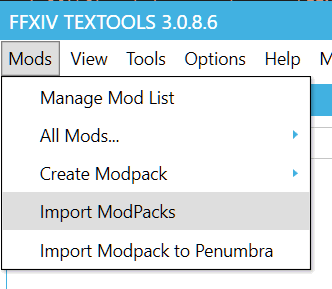 FFXIV TEXTOOLS 3.0.8.6
Mods View Tools Options Help M
Manage Mod List
All Mods...
Create Modpack
Import ModPacks
Import Modpack to Penumbra